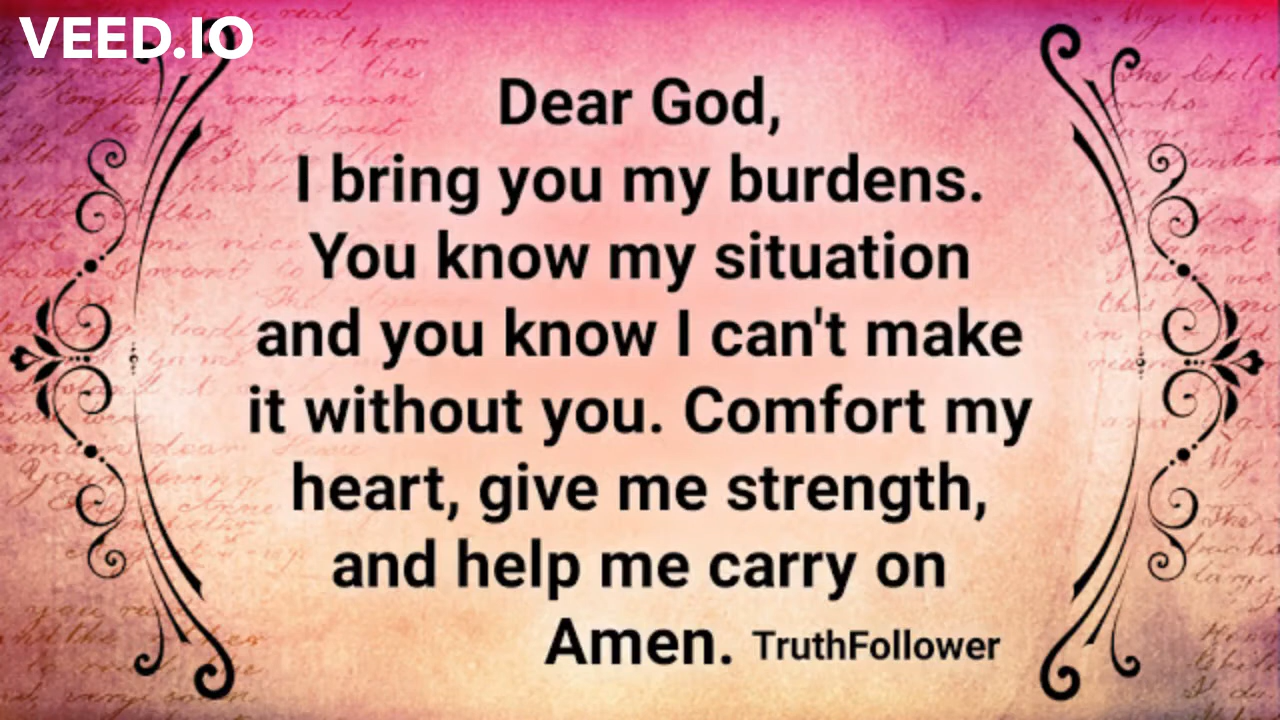 VEED.IO
Dear God,
I bring you my burdens.
You know my situation
and you know I can't make
it without you. Comfort my
heart, give me strength,
and help me carry on
Amen. TruthFollower